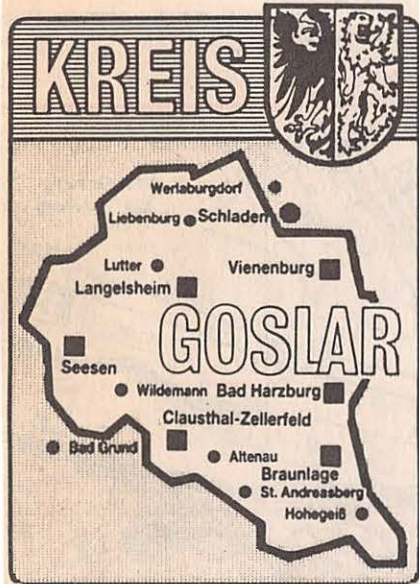 KREIS
Werlaburgdorf
Liebenburg Schladen
Lutter Vienenburg
Langelsheim
GOSLAR
Seesen
Wildemann Bad Harzburg
Clausthal-Zellerfeld
Bad Grund Altenau
Braunlage
St. Andreasberg
Hohegeiß